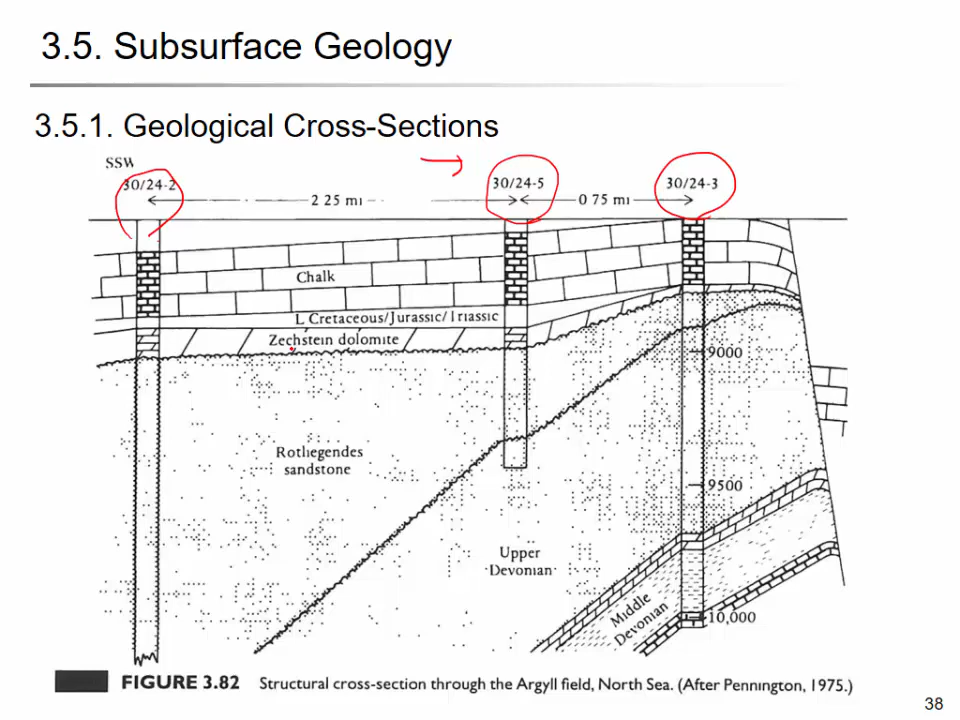 3.5. Subsurface Geology
3.5.1. Geological Cross-Sections
SSW
30/24-2
30/24-5
30/24-3
2 25 mi
0 75 mi
Chalk
L Cretaceous/Jurassic/Triassic
Zechstein dolomite
9000
Rotliegendes
sandstone
9500
Upper
Devonian
Middle
Devonian
10,000
FIGURE 3.82 Structural cross-section through the Argyll field, North Sea. (After Pennington, 1975.)
38